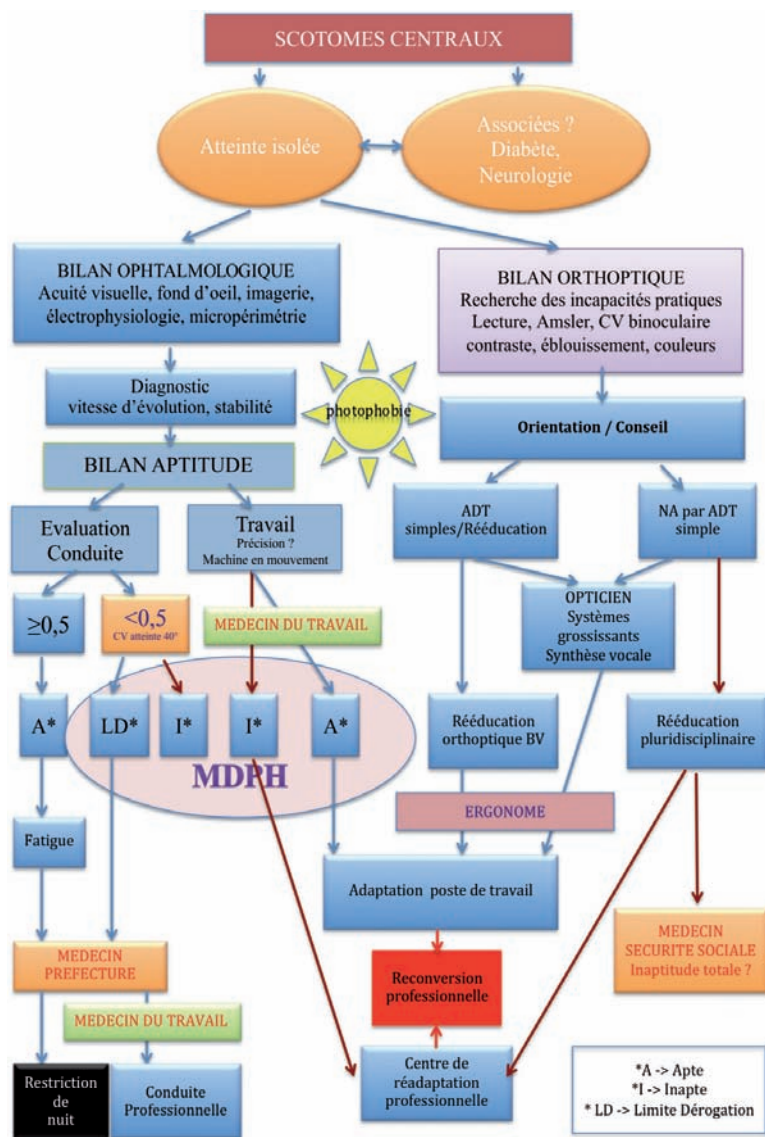 SCOTOMES CENTRAUX
Atteinte isolée
Associées ?
Diabète,
Neurologie
BILAN OPHTALMOLOGIQUE
Acuité visuelle, fond d'oeil, imagerie,
électrophysiologie, micropérimétrie
BILAN ORTHOPTIQUE
Recherche des incapacités pratiques
Lecture, Amsler, CV binoculaire
contraste, éblouissement, couleurs
Diagnostic
vitesse d'évolution, stabilité
photophobie
Orientation / Conseil
BILAN APTITUDE
Evaluation
Conduite
Travail
Précision ?
Machine en mouvement
ADT
simples/Rééducation
NA par ADT
simple
≥0,5
<0,5
CV atteinte 40°
MEDECIN DU TRAVAIL
OPTICIEN
Systèmes
grossissants
Synthèse vocale
A*
LD*
I*
I*
A*
MDPH
Rééducation
orthoptique BV
Rééducation
pluridisciplinaire
ERGONOME
Fatigue
Adaptation poste de travail
MEDECIN
PREFECTURE
MEDECIN
SECURITE SOCIALE
Inaptitude totale ?
Reconversion
professionnelle
MEDECIN DU TRAVAIL
Restriction
de
nuit
Conduite
Professionnelle
Centre de
réadaptation
professionnelle
*A -> Apte
*I -> Inapte
* LD -> Limite Dérogation